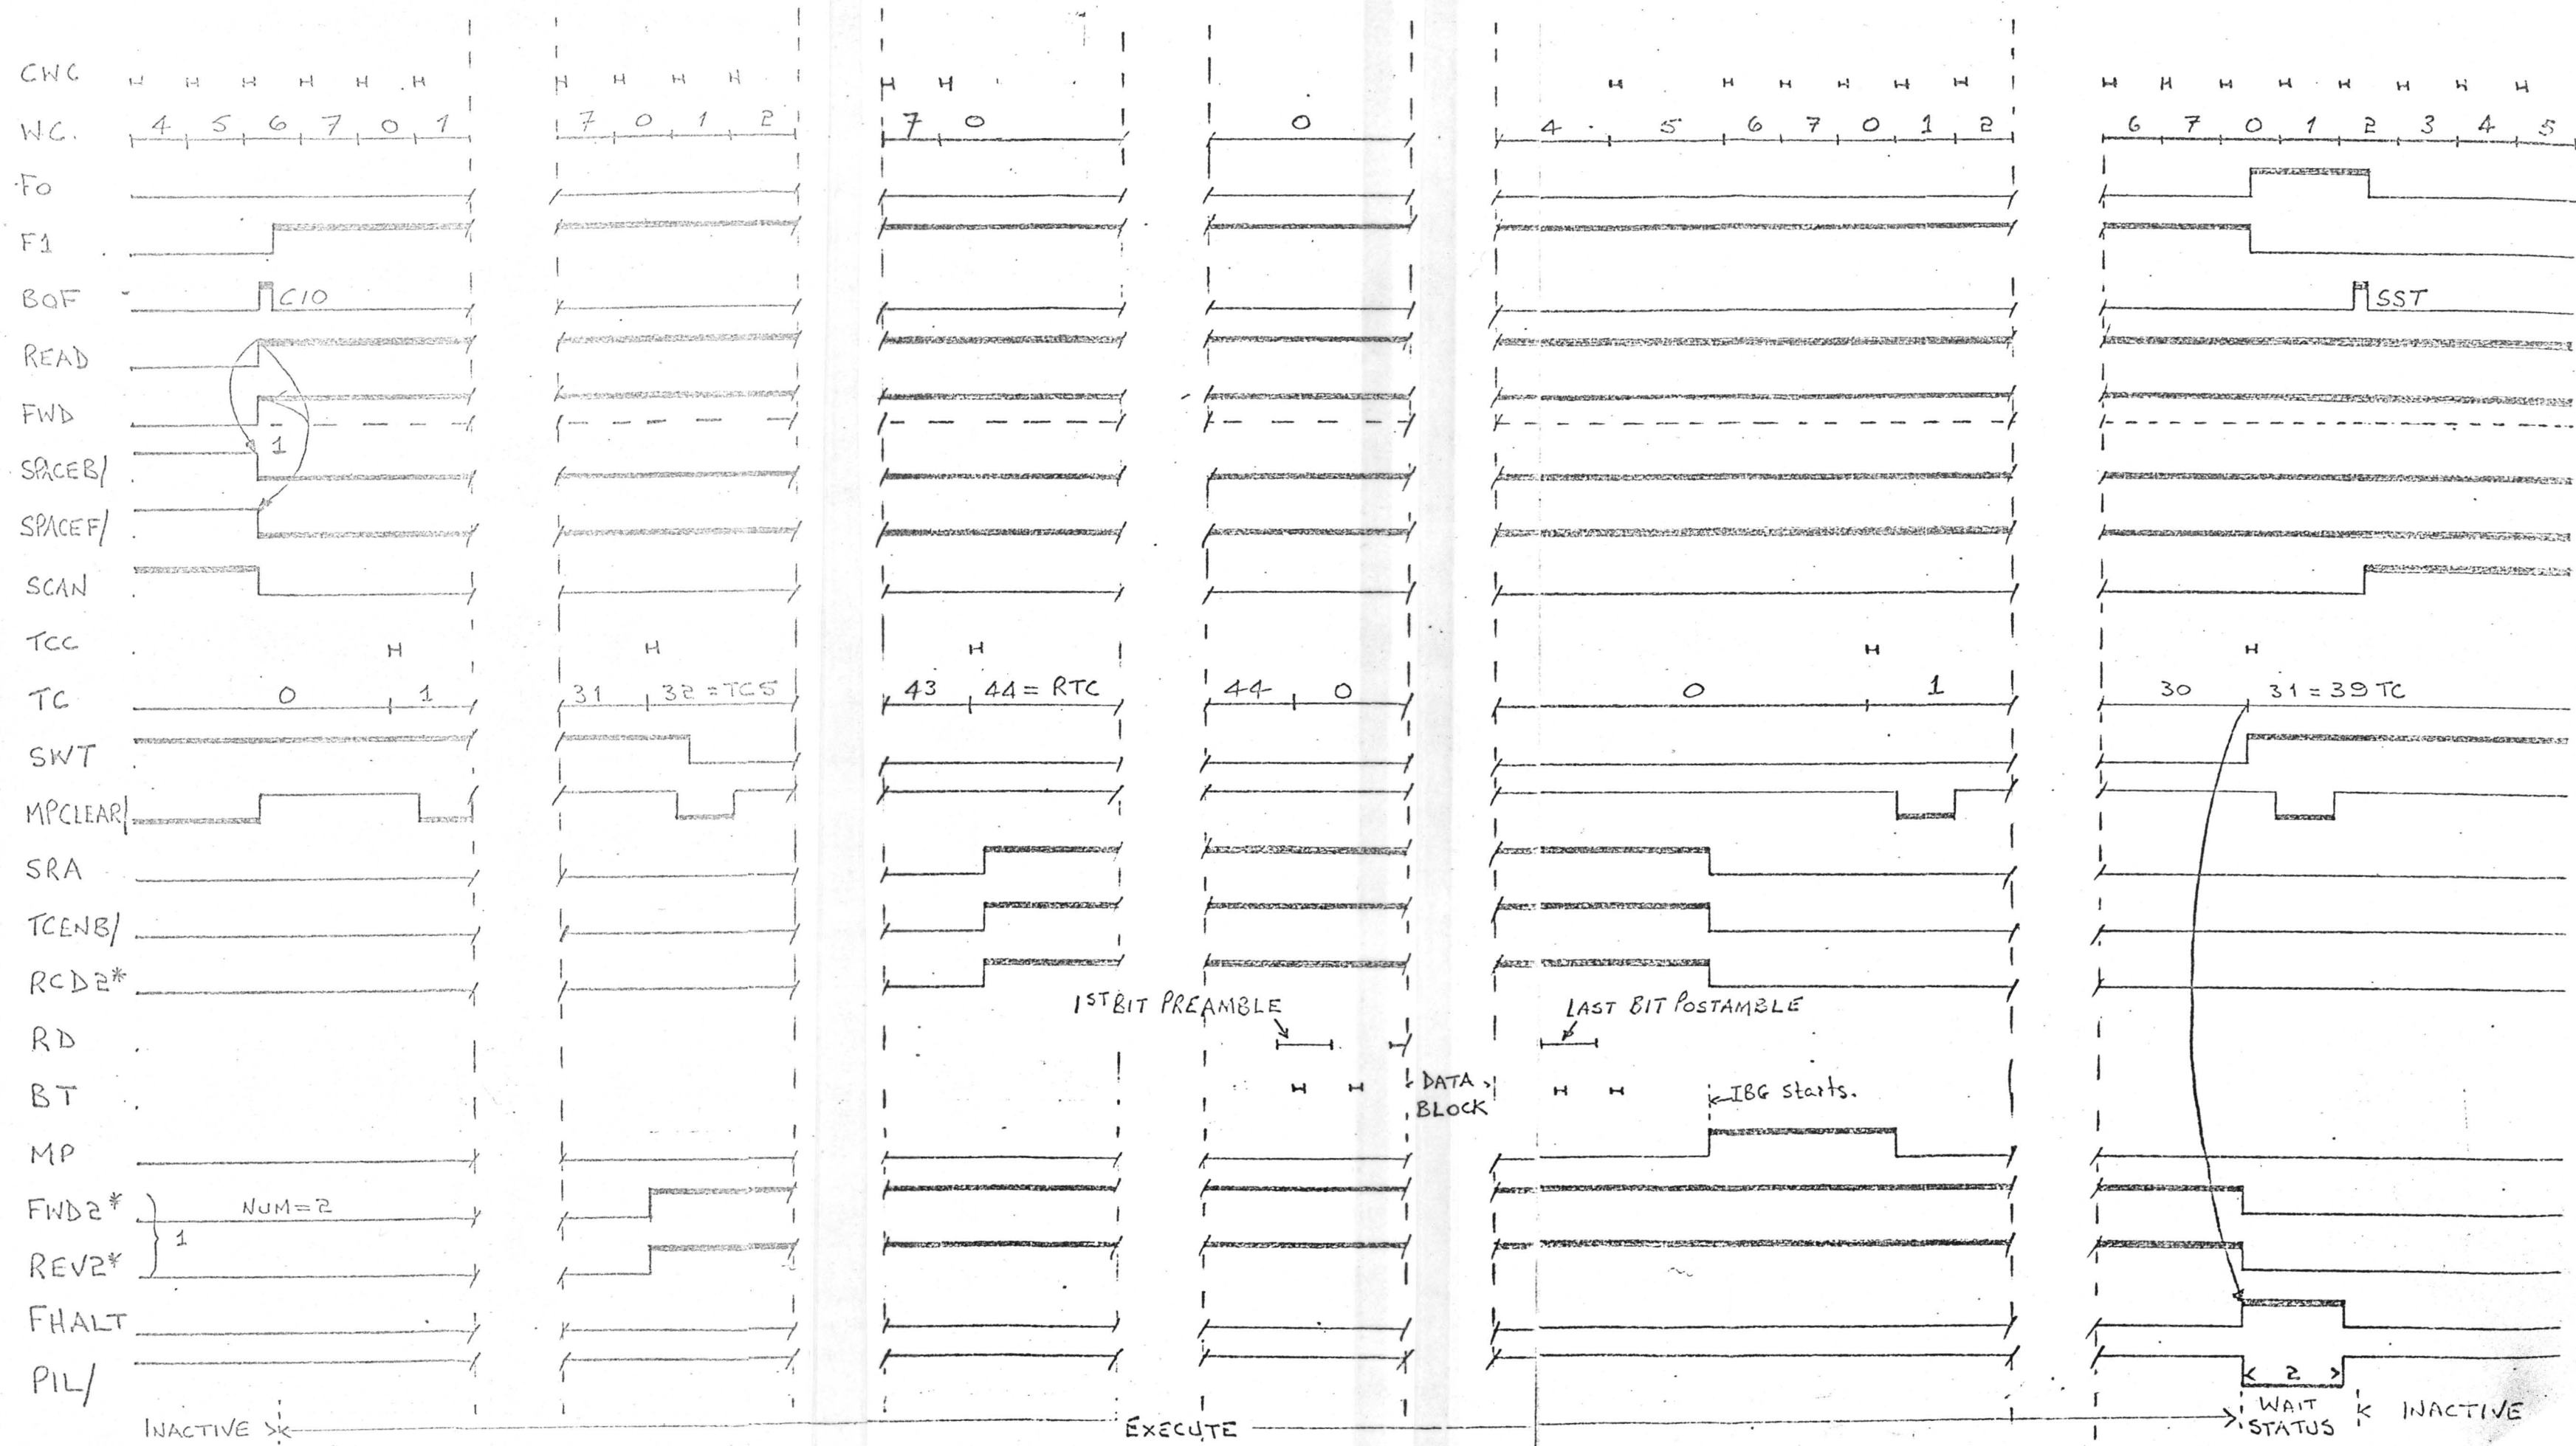 CWC H H H H H H H H H H H H H H H H H H H H H H H H H H
WC. 4 5 6 7 0 1 7 0 1 2 7 0 0 4 5 6 7 0 1 2 6 7 0 1 2 3 4 5
F0
F1
BOF C10 SST
READ
FWD
1
SPACEB/
SPACEF/
SCAN
TCC H H H H H
TC 0 1 31 32 = TC5 43 44 = RTC 44 0 0 1 30 31 = 39 TC
SWT
MPCLEAR/
SRA
TCENB/
RCD2*
1ST BIT PREAMBLE LAST BIT POSTAMBLE
RD
BT H H DATA BLOCK H H IBG Starts.
MP
FWD2* NUM=2
1
REV2*
FHALT
PIL/ 2
INACTIVE EXECUTE WAIT STATUS INACTIVE